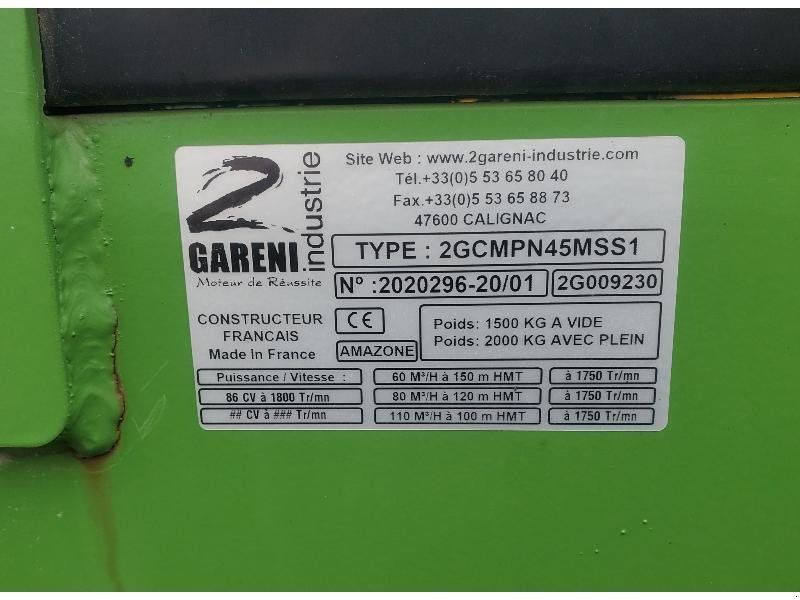 2
GARENI
industrie
Moteur de Réussite
Site Web : www.2gareni-industrie.com
Tél.+33(0)5 53 65 80 40
Fax.+33(0)5 53 65 88 73
47600 CALIGNAC
TYPE : 2GCMPN45MSS1
Nº :2020296-20/01 2G009230
CONSTRUCTEUR
FRANCAIS
Made in France
CE
AMAZONE
Poids: 1500 KG A VIDE
Poids: 2000 KG AVEC PLEIN
Puissance / Vitesse : 60 M³/H à 150 m HMT à 1750 Tr/mn
86 CV à 1800 Tr/mn 80 M³/H à 120 m HMT à 1750 Tr/mn
## CV à ### Tr/mn 110 M³/H à 100 m HMT à 1750 Tr/mn